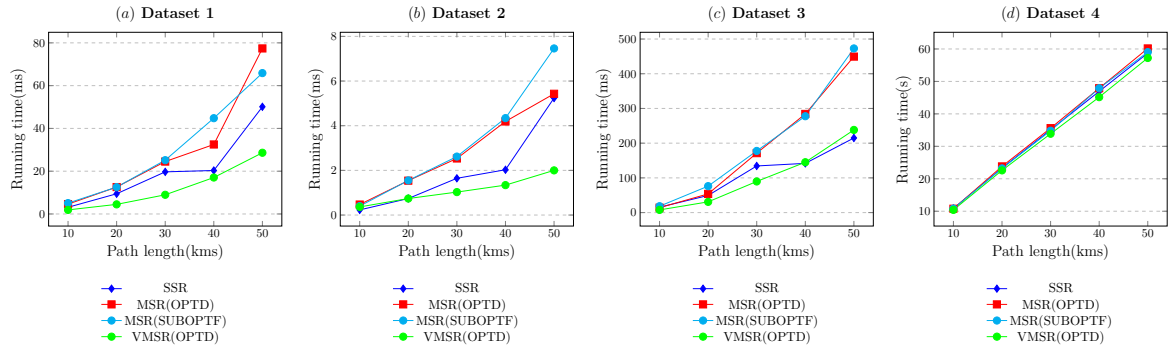 (a) Dataset 1
80
60
40
20
0
10 20 30 40 50
Running time(ms)
Path length(kms)
SSR
MSR(OPTD)
MSR(SUBOPTF)
VMSR(OPTD)
(b) Dataset 2
8
6
4
2
0
10 20 30 40 50
Running time(ms)
Path length(kms)
SSR
MSR(OPTD)
MSR(SUBOPTF)
VMSR(OPTD)
(c) Dataset 3
500
400
300
200
100
0
10 20 30 40 50
Running time(ms)
Path length(kms)
SSR
MSR(OPTD)
MSR(SUBOPTF)
VMSR(OPTD)
(d) Dataset 4
60
50
40
30
20
10
10 20 30 40 50
Running time(s)
Path length(kms)
SSR
MSR(OPTD)
MSR(SUBOPTF)
VMSR(OPTD)